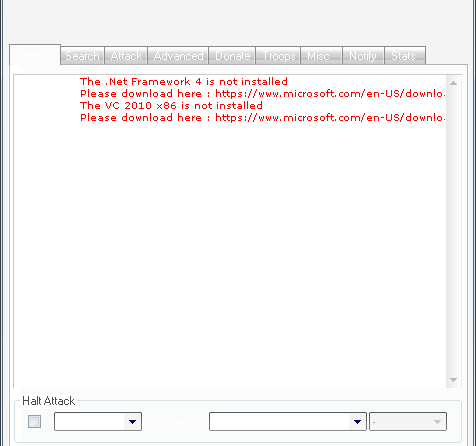 Search Attack Advanced Donate Troops Misc Notify Stats
The .Net Framework 4 is not installed
Please download here : https://www.microsoft.com/en-US/downlo
The VC 2010 x86 is not installed
Please download here : https://www.microsoft.com/en-US/downlo
Halt Attack
-